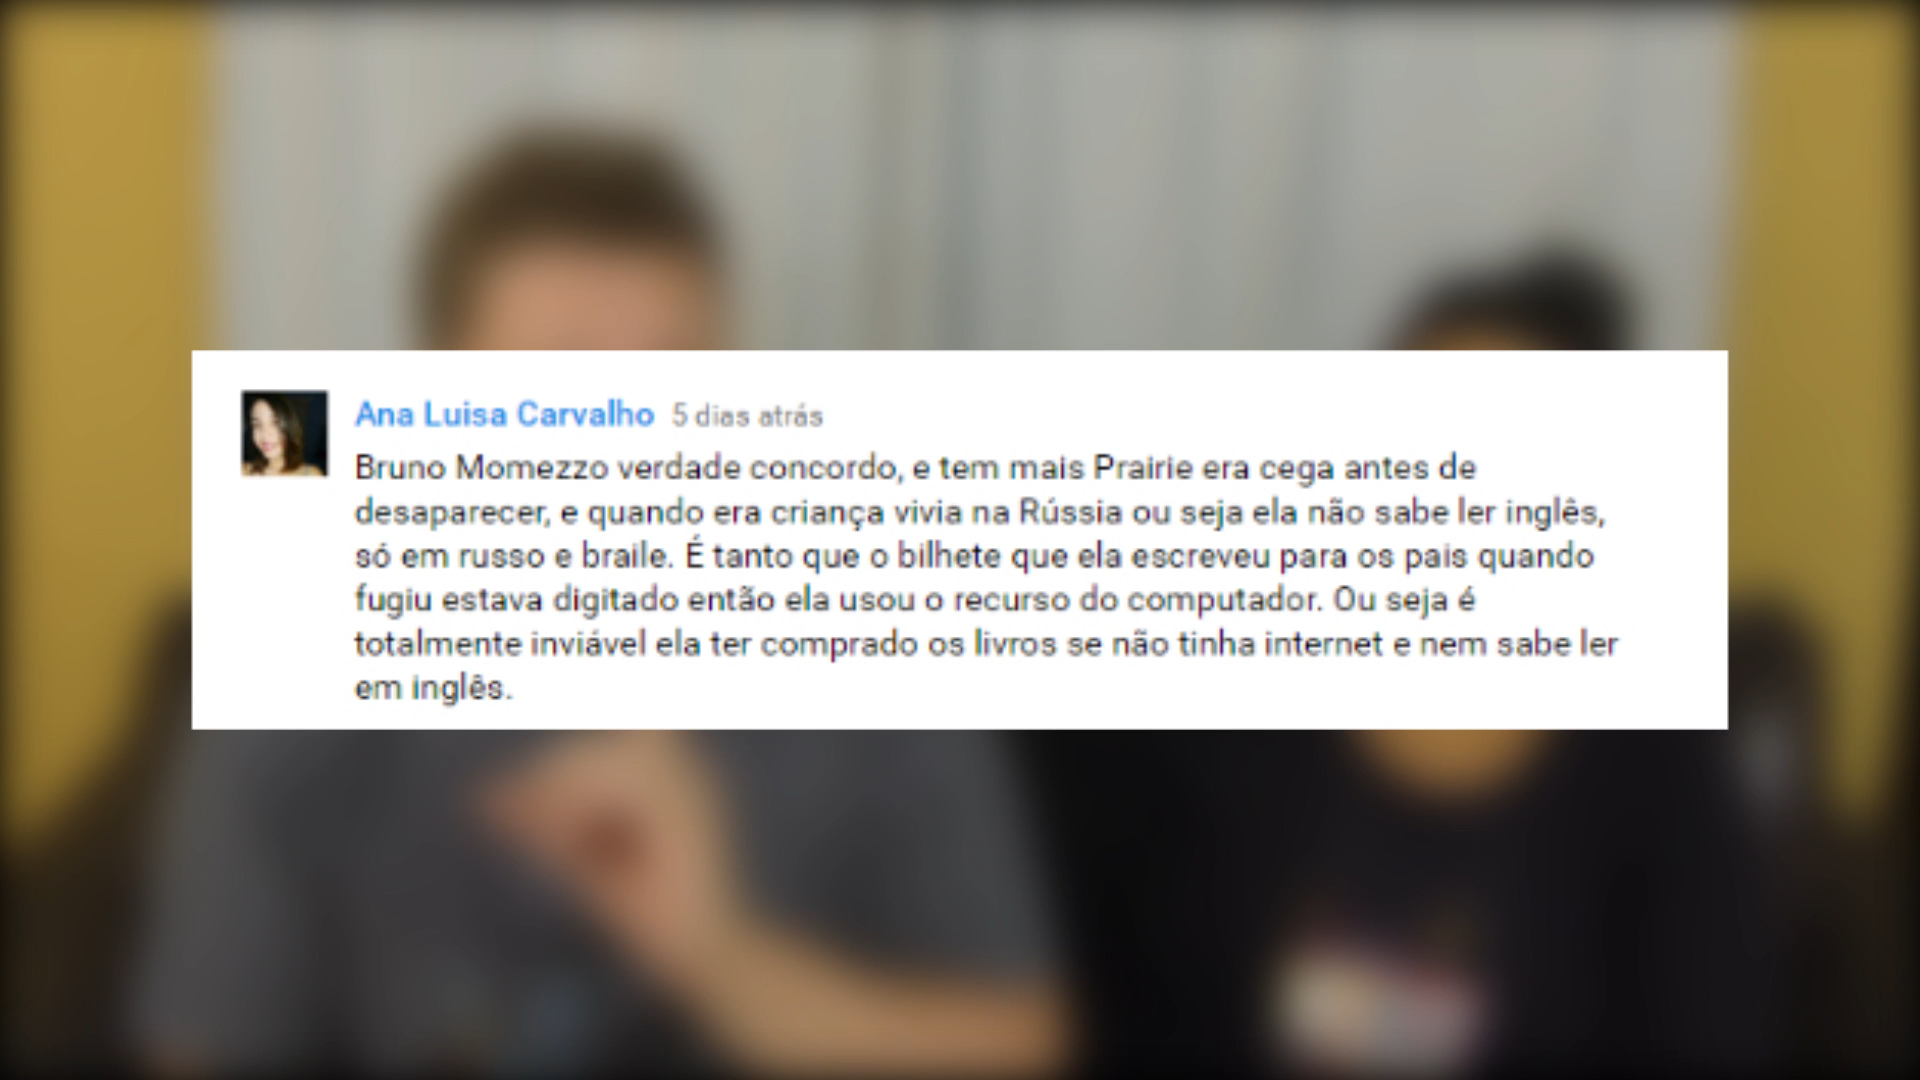 Ana Luisa Carvalho 5 dias atrás
Bruno Momezzo verdade concordo, e tem mais Prairie era cega antes de
desaparecer, e quando era criança vivia na Rússia ou seja ela não sabe ler inglês,
só em russo e braile. É tanto que o bilhete que ela escreveu para os pais quando
fugiu estava digitado então ela usou o recurso do computador. Ou seja é
totalmente inviável ela ter comprado os livros se não tinha internet e nem sabe ler
em inglês.